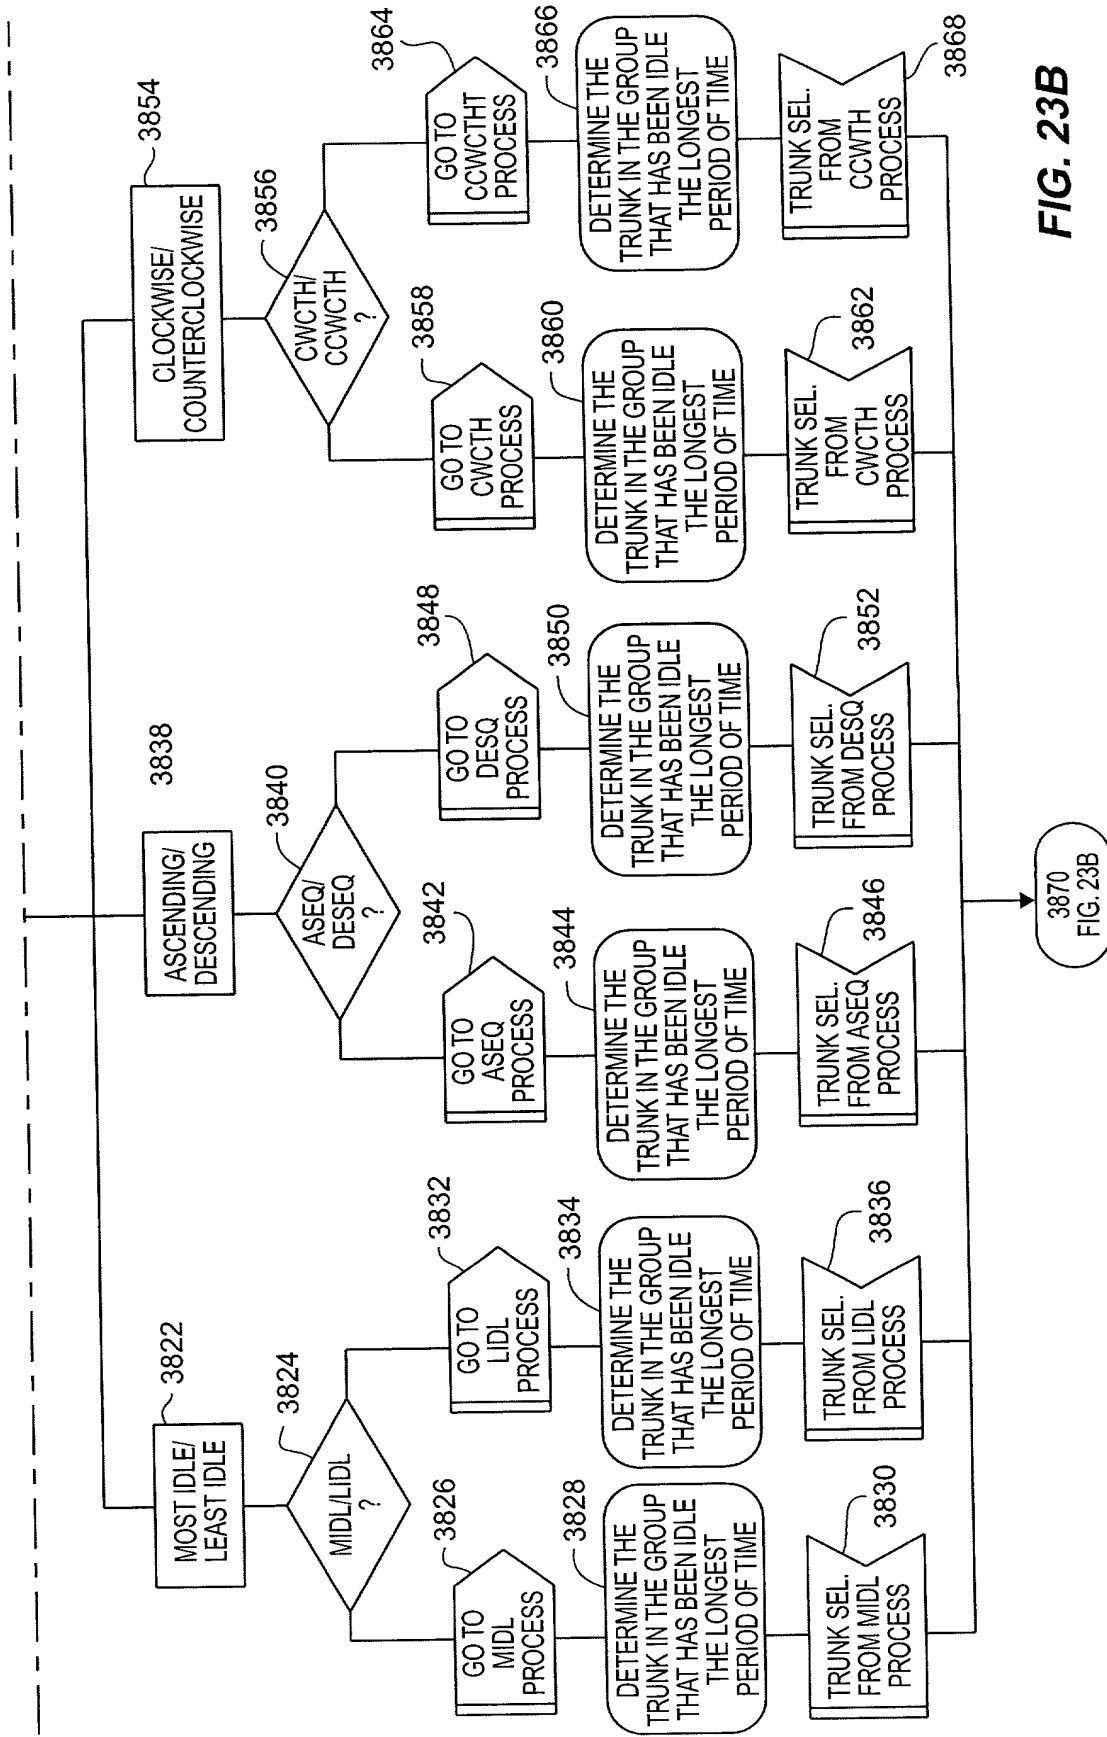 3822
MOST IDLE/
LEAST IDLE
3824
MIDL/LIDL
?
3826
GO TO
MIDL
PROCESS
3828
DETERMINE THE
TRUNK IN THE GROUP
THAT HAS BEEN IDLE
THE LONGEST
PERIOD OF TIME
3830
TRUNK SEL.
FROM MIDL
PROCESS
3832
GO TO
LIDL
PROCESS
3834
DETERMINE THE
TRUNK IN THE GROUP
THAT HAS BEEN IDLE
THE LONGEST
PERIOD OF TIME
3836
TRUNK SEL.
FROM LIDL
PROCESS
3838
ASCENDING/
DESCENDING
3840
ASEQ/
DESEQ
?
3842
GO TO
ASEQ
PROCESS
3844
DETERMINE THE
TRUNK IN THE GROUP
THAT HAS BEEN IDLE
THE LONGEST
PERIOD OF TIME
3846
TRUNK SEL.
FROM ASEQ
PROCESS
3848
GO TO
DESQ
PROCESS
3850
DETERMINE THE
TRUNK IN THE GROUP
THAT HAS BEEN IDLE
THE LONGEST
PERIOD OF TIME
3852
TRUNK SEL.
FROM DESQ
PROCESS
3854
CLOCKWISE/
COUNTERCLOCKWISE
3856
CWCTH/
CCWCTH
?
3858
GO TO
CWCTH
PROCESS
3860
DETERMINE THE
TRUNK IN THE GROUP
THAT HAS BEEN IDLE
THE LONGEST
PERIOD OF TIME
3862
TRUNK SEL.
FROM
CWCTH
PROCESS
3864
GO TO
CCWCTHT
PROCESS
3866
DETERMINE THE
TRUNK IN THE GROUP
THAT HAS BEEN IDLE
THE LONGEST
PERIOD OF TIME
3868
TRUNK SEL.
FROM
CCWTH
PROCESS
3870
FIG. 23B
FIG. 23B